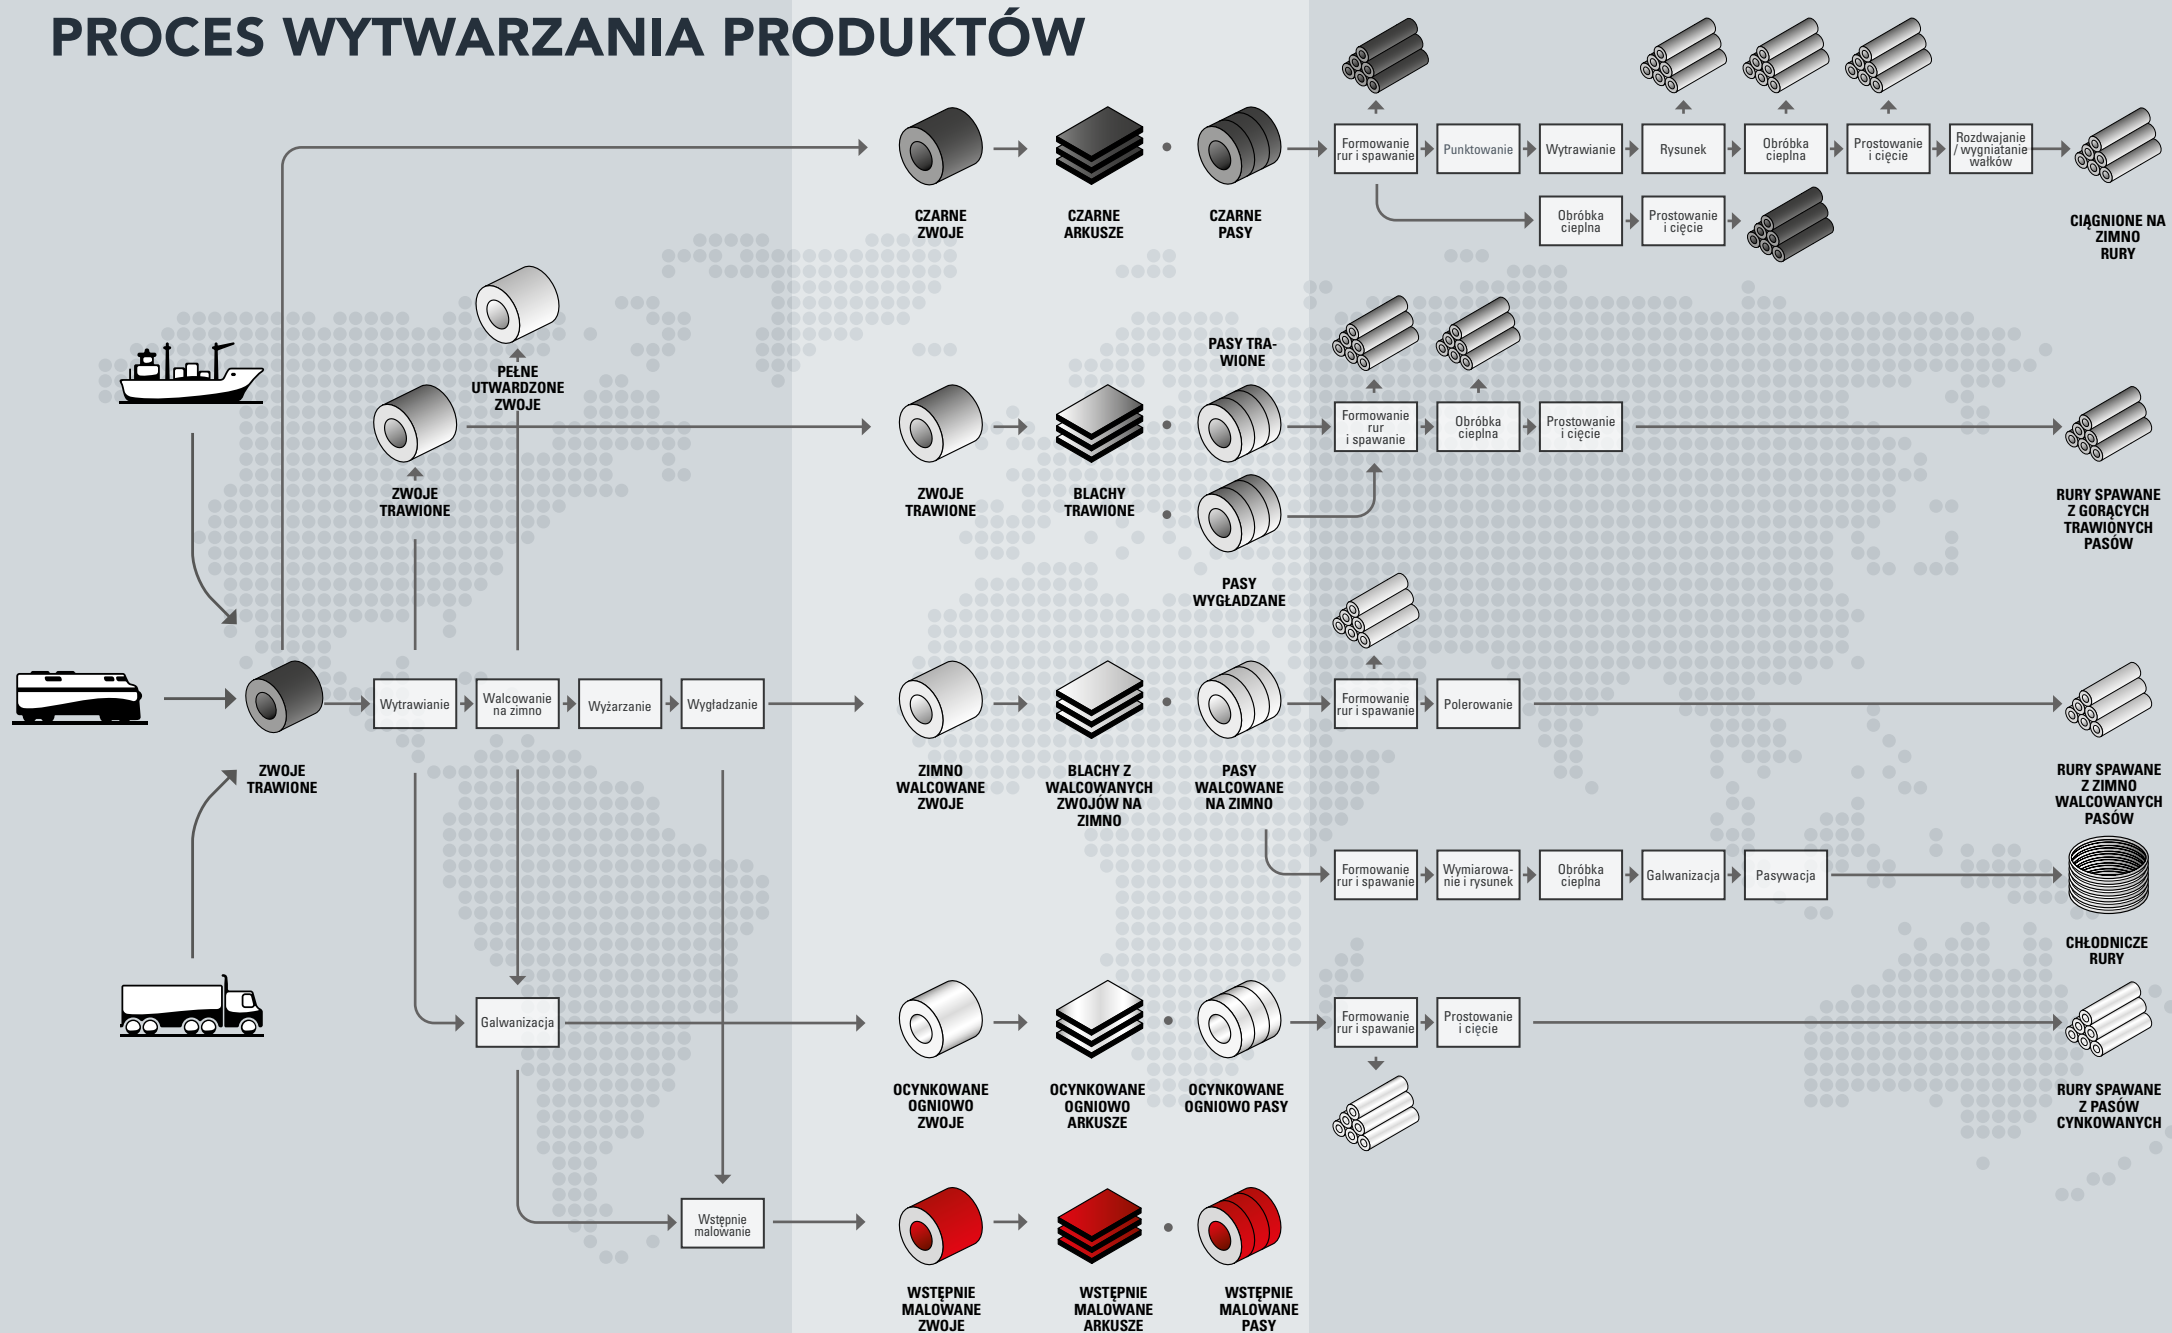 PROCES WYTWARZANIA PRODUKTÓW
Formowanie
rur i spawanie
Punktowanie
Wytrawianie
Rysunek
Obróbka
cieplna
Prostowanie
i cięcie
Rozdwajanie
/ wygniatanie
wałków
CZARNE
ZWOJE
CZARNE
ARKUSZE
CZARNE
PASY
Obróbka
cieplna
Prostowanie
i cięcie
CIĄGNIONE NA
ZIMNO
RURY
PEŁNE
UTWARDZONE
ZWOJE
PASY TRA-
WIONE
Formowanie
rur
i spawanie
Obróbka
cieplna
Prostowanie
i cięcie
ZWOJE
TRAWIONE
ZWOJE
TRAWIONE
BLACHY
TRAWIONE
RURY SPAWANE
Z GORĄCYCH
TRAWIONYCH
PASÓW
PASY
WYGŁADZANE
Wytrawianie
Walcowanie
na zimno
Wyżarzanie
Wygładzanie
Formowanie
rur i spawanie
Polerowanie
ZWOJE
TRAWIONE
ZIMNO
WALCOWANE
ZWOJE
BLACHY Z
WALCOWANYCH
ZWOJÓW NA
ZIMNO
PASY
WALCOWANE
NA ZIMNO
RURY SPAWANE
Z ZIMNO
WALCOWANYCH
PASÓW
Formowanie
rur i spawanie
Wymiarowa-
nie i rysunek
Obróbka
cieplna
Galwanizacja
Pasywacja
CHŁODNICZE
RURY
Galwanizacja
Formowanie
rur i spawanie
Prostowanie
i cięcie
OCYNKOWANE
OGNIOWO
ZWOJE
OCYNKOWANE
OGNIOWO
ARKUSZE
OCYNKOWANE
OGNIOWO PASY
RURY SPAWANE
Z PASÓW
CYNKOWANYCH
Wstępnie
malowanie
WSTĘPNIE
MALOWANE
ZWOJE
WSTĘPNIE
MALOWANE
ARKUSZE
WSTĘPNIE
MALOWANE
PASY